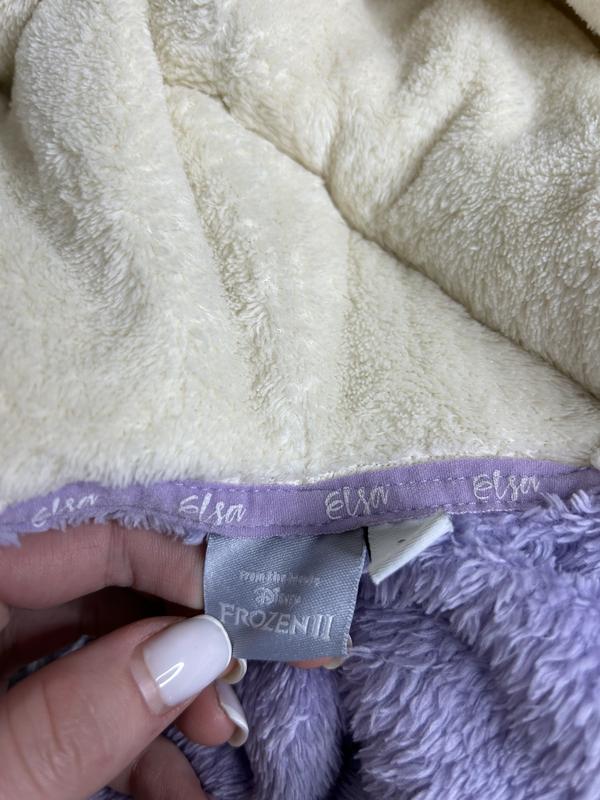 Elsa Elsa Elsa Elsa
From the Movie
Disney
FROZEN II